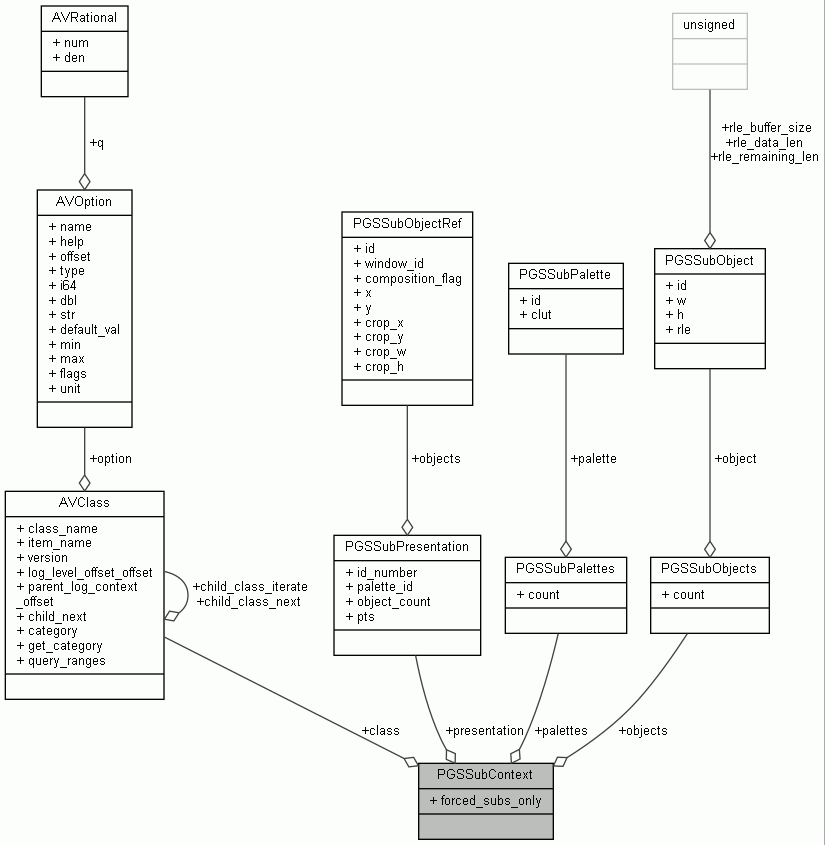 AVRational
+ num
+ den
+q
AVOption
+ name
+ help
+ offset
+ type
+ i64
+ dbl
+ str
+ default_val
+ min
+ max
+ flags
+ unit
+option
AVClass
+ class_name
+ item_name
+ version
+ log_level_offset_offset
+ parent_log_context
_offset
+ child_next
+ category
+ get_category
+ query_ranges
+child_class_iterate
+child_class_next
+class
PGSSubObjectRef
+ id
+ window_id
+ composition_flag
+ x
+ y
+ crop_x
+ crop_y
+ crop_w
+ crop_h
+objects
PGSSubPresentation
+ id_number
+ palette_id
+ object_count
+ pts
+presentation
PGSSubPalette
+ id
+ clut
+palette
PGSSubPalettes
+ count
+palettes
unsigned
+rle_buffer_size
+rle_data_len
+rle_remaining_len
PGSSubObject
+ id
+ w
+ h
+ rle
+object
PGSSubObjects
+ count
+objects
PGSSubContext
+ forced_subs_only